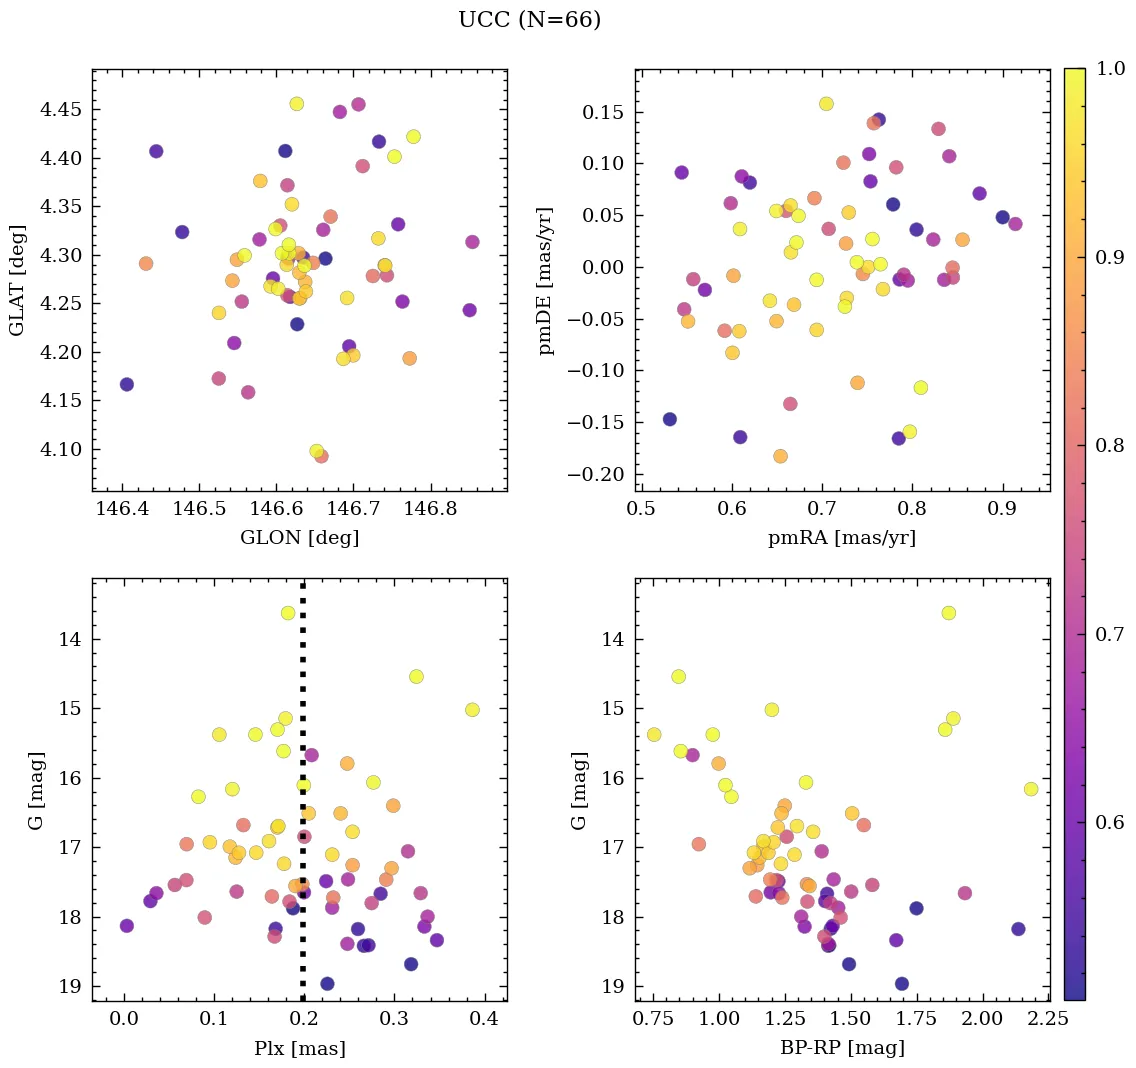 UCC (N=66)
4.45
4.40
4.35
4.30
4.25
4.20
4.15
4.10
GLAT [deg]
146.4 146.5 146.6 146.7 146.8
GLON [deg]
0.15
0.10
0.05
0.00
−0.05
−0.10
−0.15
−0.20
pmDE [mas/yr]
0.5 0.6 0.7 0.8 0.9
pmRA [mas/yr]
14
15
16
17
18
19
G [mag]
0.0 0.1 0.2 0.3 0.4
Plx [mas]
14
15
16
17
18
19
G [mag]
0.75 1.00 1.25 1.50 1.75 2.00 2.25
BP-RP [mag]
1.0
0.9
0.8
0.7
0.6